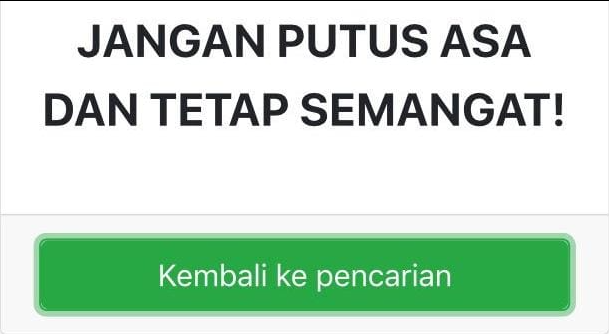 JANGAN PUTUS ASA
DAN TETAP SEMANGAT!
Kembali ke pencarian